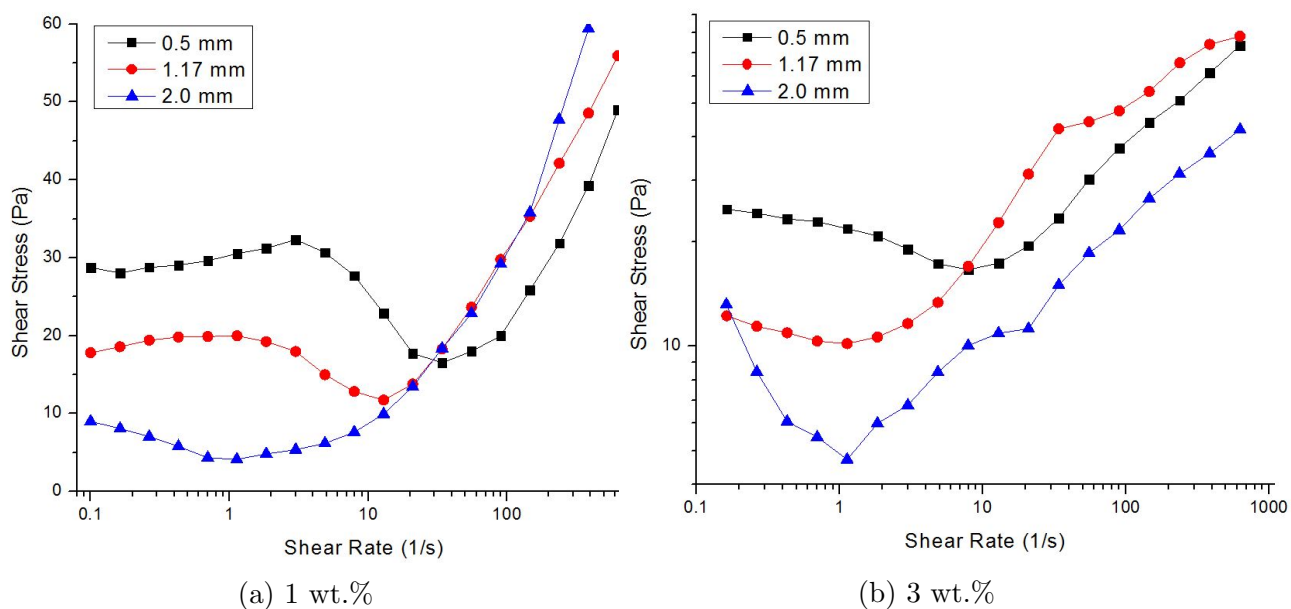 60
50
40
30
20
10
0
Shear Stress (Pa)
0.5 mm
1.17 mm
2.0 mm
0.1 1 10 100
Shear Rate (1/s)
(a) 1 wt.%
20
10
Shear Stress (Pa)
0.5 mm
1.17 mm
2.0 mm
0.1 1 10 100 1000
Shear Rate (1/s)
(b) 3 wt.%